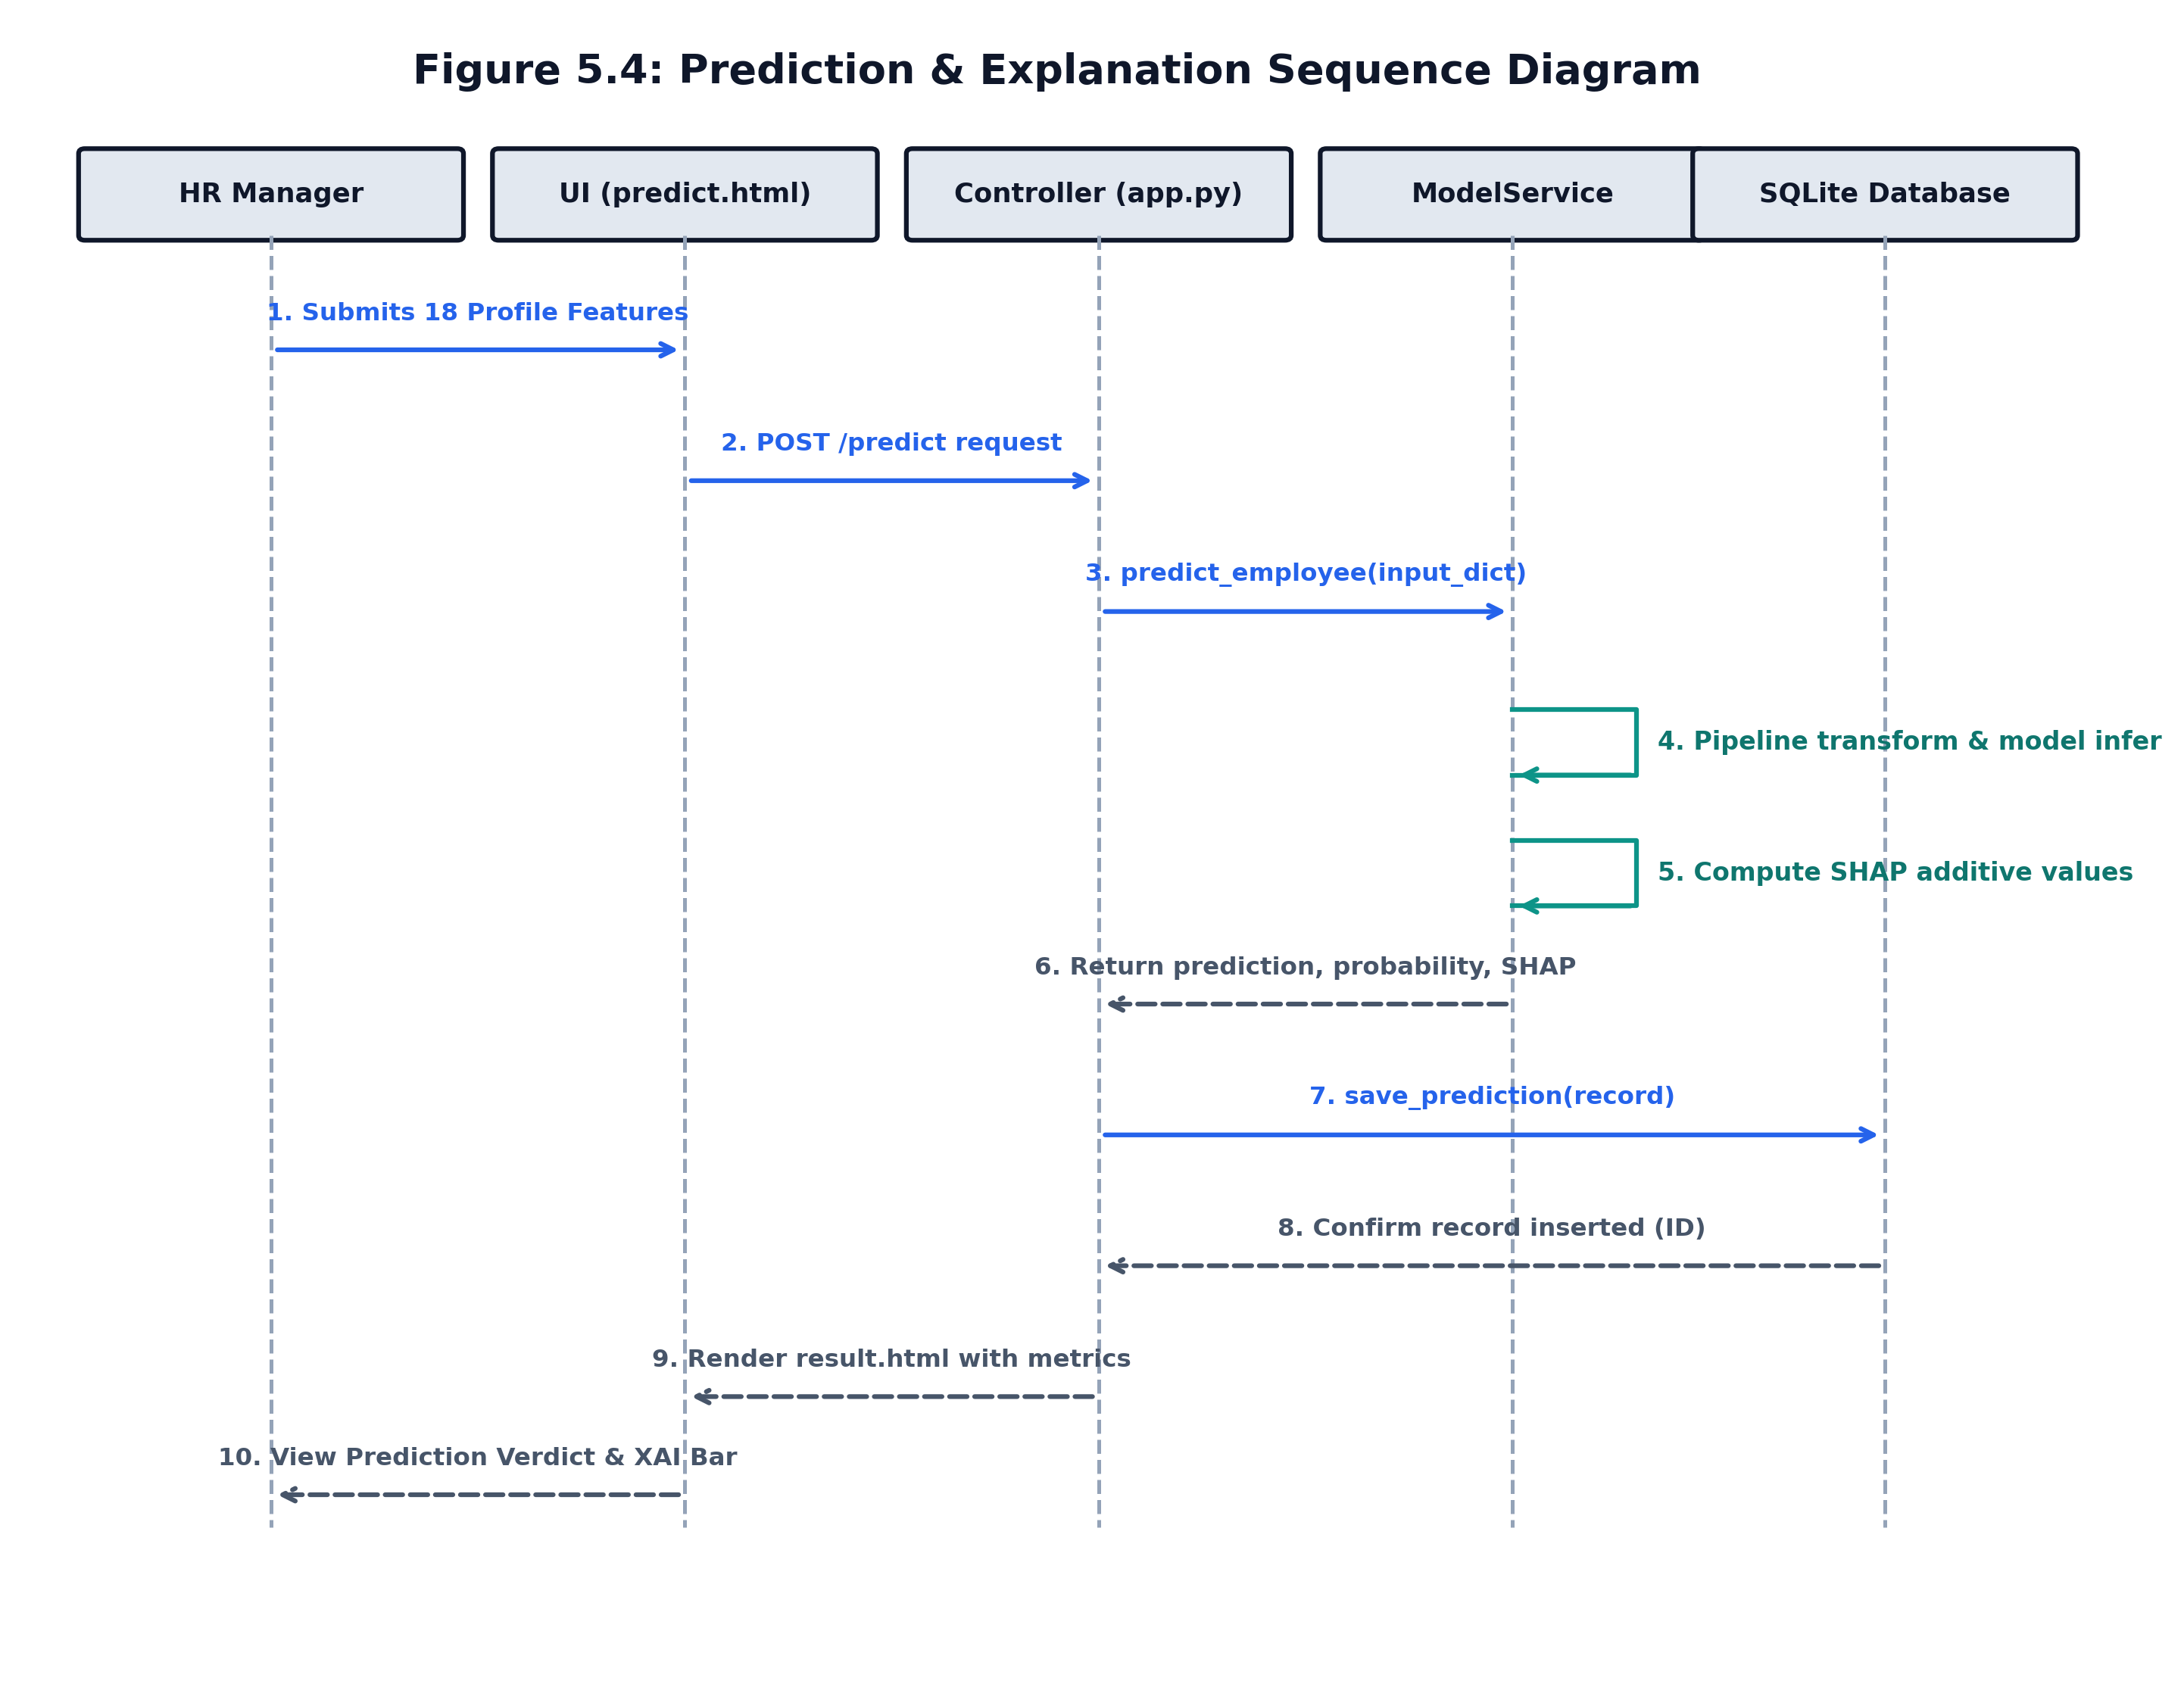 Figure 5.4: Prediction & Explanation Sequence Diagram
HR Manager
UI (predict.html)
Controller (app.py)
ModelService
SQLite Database
1. Submits 18 Profile Features
2. POST /predict request
3. predict_employee(input_dict)
4. Pipeline transform & model infer
5. Compute SHAP additive values
6. Return prediction, probability, SHAP
7. save_prediction(record)
8. Confirm record inserted (ID)
9. Render result.html with metrics
10. View Prediction Verdict & XAI Bar